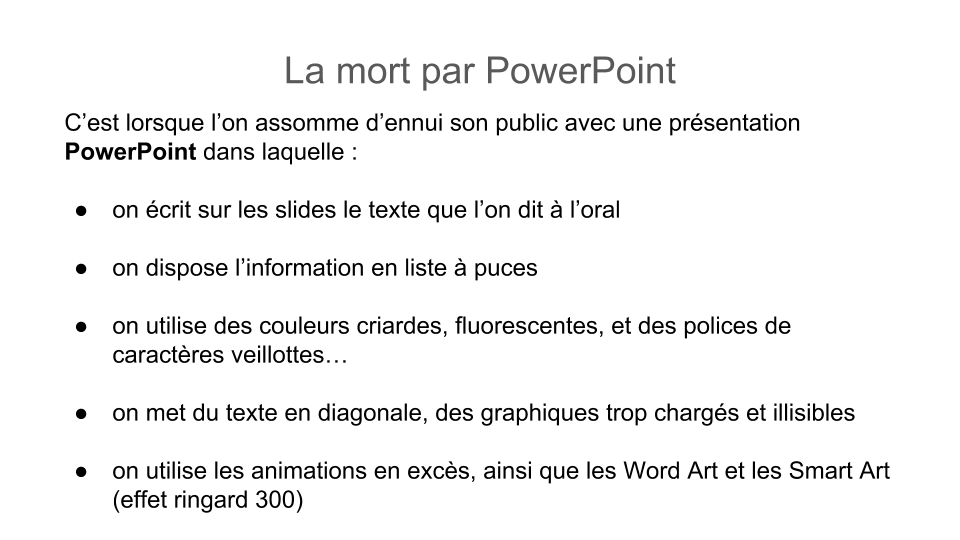 La mort par PowerPoint
C’est lorsque l’on assomme d’ennui son public avec une présentation
PowerPoint dans laquelle :
● on écrit sur les slides le texte que l’on dit à l’oral
● on dispose l’information en liste à puces
● on utilise des couleurs criardes, fluorescentes, et des polices de
caractères veillottes…
● on met du texte en diagonale, des graphiques trop chargés et illisibles
● on utilise les animations en excès, ainsi que les Word Art et les Smart Art
(effet ringard 300)